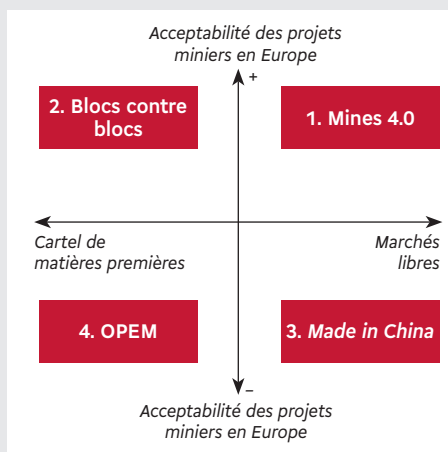 Acceptabilité des projets
miniers en Europe
+
2. Blocs contre
blocs
1. Mines 4.0
Cartel de
matières premières
Marchés
libres
4. OPEM
3. Made in China
–
Acceptabilité des projets
miniers en Europe